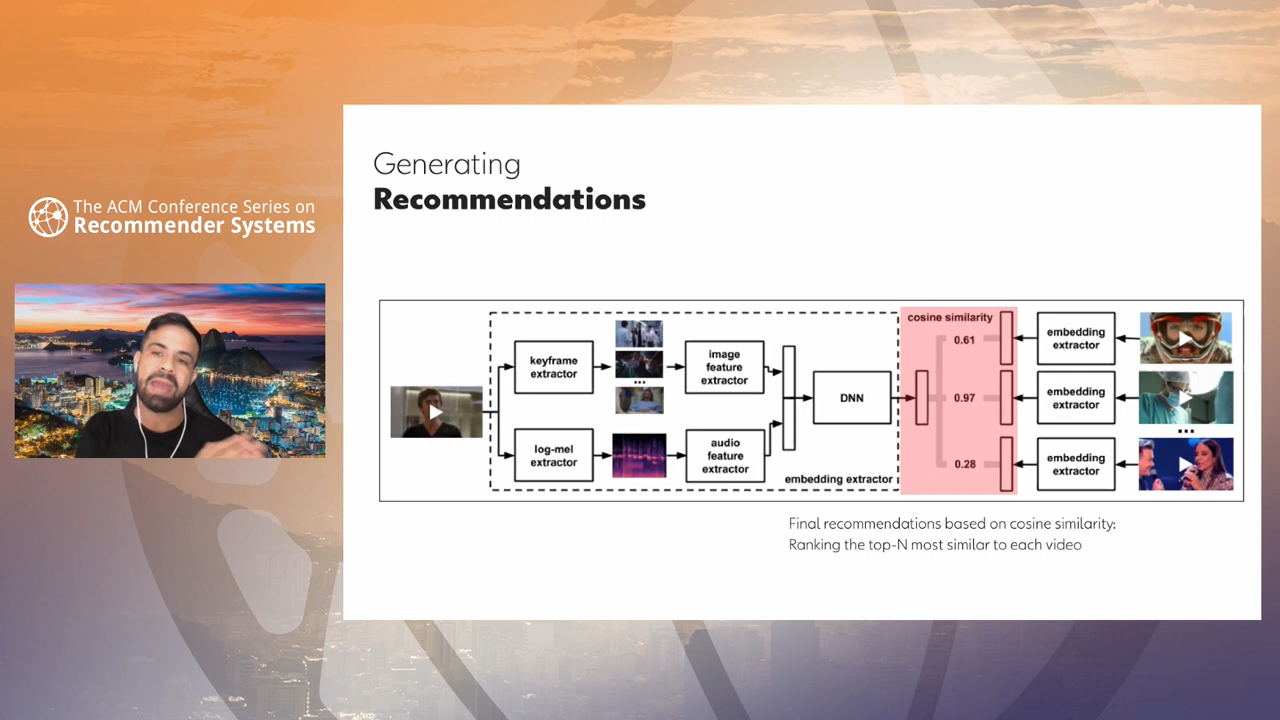 The ACM Conference Series on
Recommender Systems
Generating
Recommendations
keyframe
extractor
...
image
feature
extractor
log-mel
extractor
audio
feature
extractor
DNN
embedding extractor
cosine similarity
0.61
0.97
0.28
embedding
extractor
embedding
extractor
...
embedding
extractor
Final recommendations based on cosine similarity:
Ranking the top-N most similar to each video